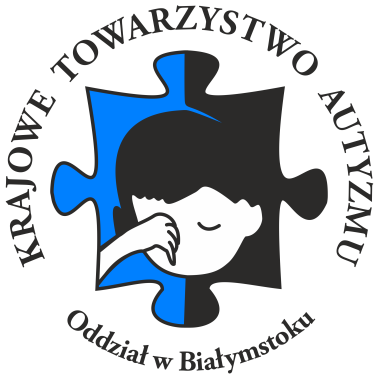 KRAJOWE TOWARZYSTWO AUTYZMU
Oddział w Białymstoku